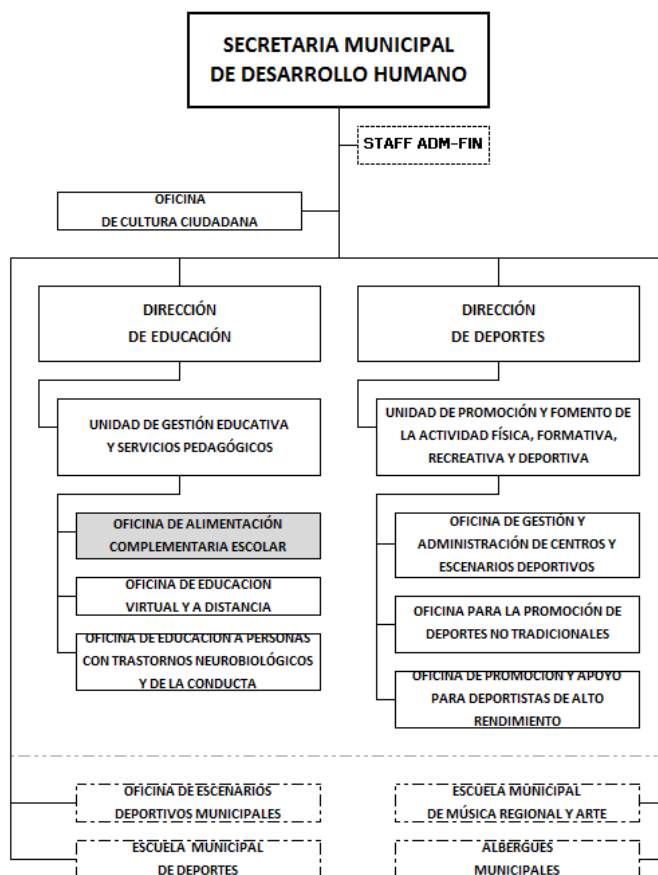 SECRETARIA MUNICIPAL
DE DESARROLLO HUMANO
STAFF ADM-FIN
OFICINA
DE CULTURA CIUDADANA
DIRECCIÓN
DE EDUCACIÓN
DIRECCIÓN
DE DEPORTES
UNIDAD DE GESTIÓN EDUCATIVA
Y SERVICIOS PEDAGÓGICOS
UNIDAD DE PROMOCIÓN Y FOMENTO DE
LA ACTIVIDAD FÍSICA, FORMATIVA,
RECREATIVA Y DEPORTIVA
OFICINA DE ALIMENTACIÓN
COMPLEMENTARIA ESCOLAR
OFICINA DE EDUCACION
VIRTUAL Y A DISTANCIA
OFICINA DE EDUCACION A PERSONAS
CON TRASTORNOS NEUROBIOLÓGICOS
Y DE LA CONDUCTA
OFICINA DE GESTIÓN Y
ADMINISTRACIÓN DE CENTROS Y
ESCENARIOS DEPORTIVOS
OFICINA PARA LA PROMOCIÓN DE
DEPORTES NO TRADICIONALES
OFICINA DE PROMOCION Y APOYO
PARA DEPORTISTAS DE ALTO
RENDIMIENTO
OFICINA DE ESCENARIOS
DEPORTIVOS MUNICIPALES
ESCUELA MUNICIPAL
DE DEPORTES
ESCUELA MUNICIPAL
DE MÚSICA REGIONAL Y ARTE
ALBERGUES
MUNICIPALES